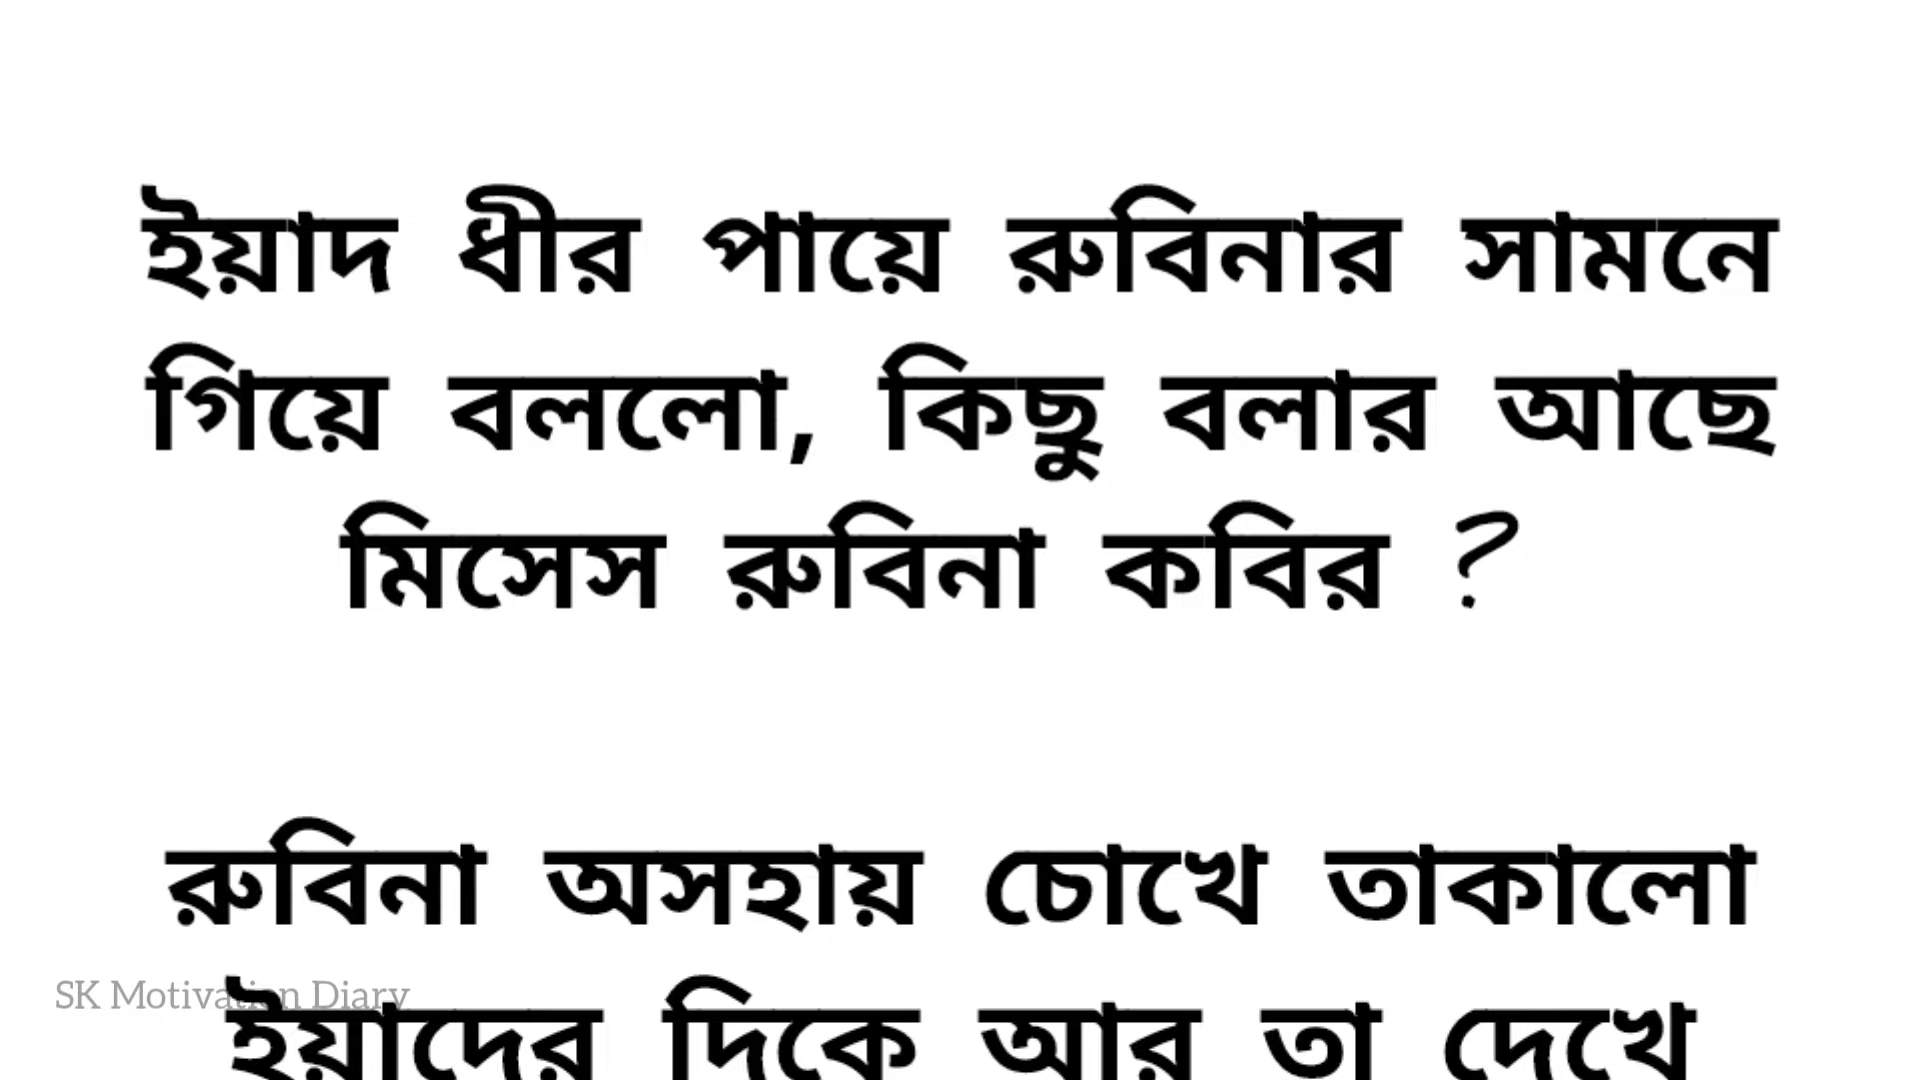 ইয়াদ ধীর পায়ে রুবিনার সামনে
গিয়ে বললো, কিছু বলার আছে
মিসেস রুবিনা কবির ?
রুবিনা অসহায় চোখে তাকালো
SK Motivation Diary
ইয়াদের দিকে আর তা দেখে